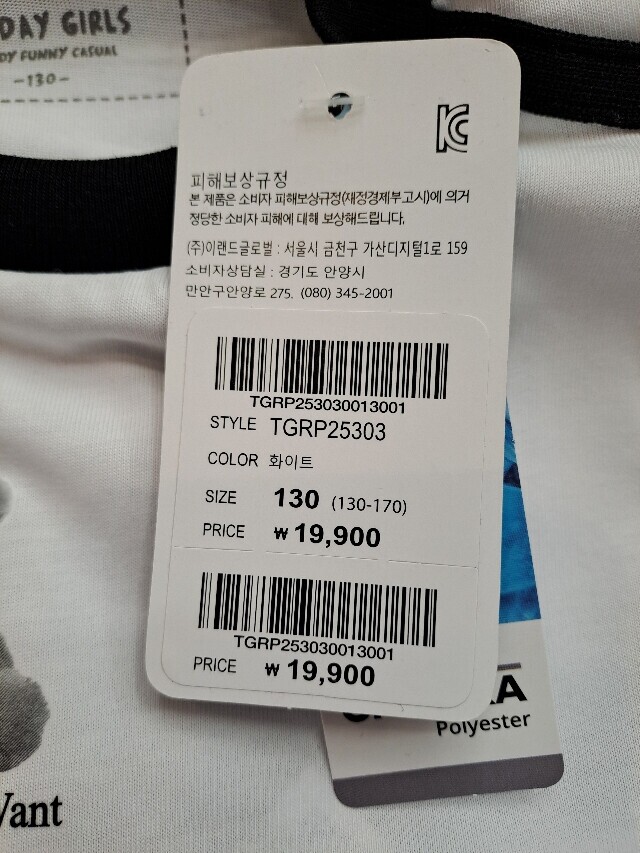 DAY GIRLS
DY FUNNY CASUAL
-130-
피해보상규정
본 제품은 소비자 피해보상규정(재정경제부고시)에 의거
정당한 소비자 피해에 대해 보상해드립니다.
(주)이랜드글로벌 : 서울시 금천구 가산디지털1로 159
소비자상담실 : 경기도 안양시
만안구안양로 275. (080) 345-2001
TGRP253030013001
STYLE TGRP25303
COLOR 화이트
SIZE 130 (130-170)
PRICE ₩ 19,900
TGRP253030013001
PRICE ₩ 19,900
Polyester
Want